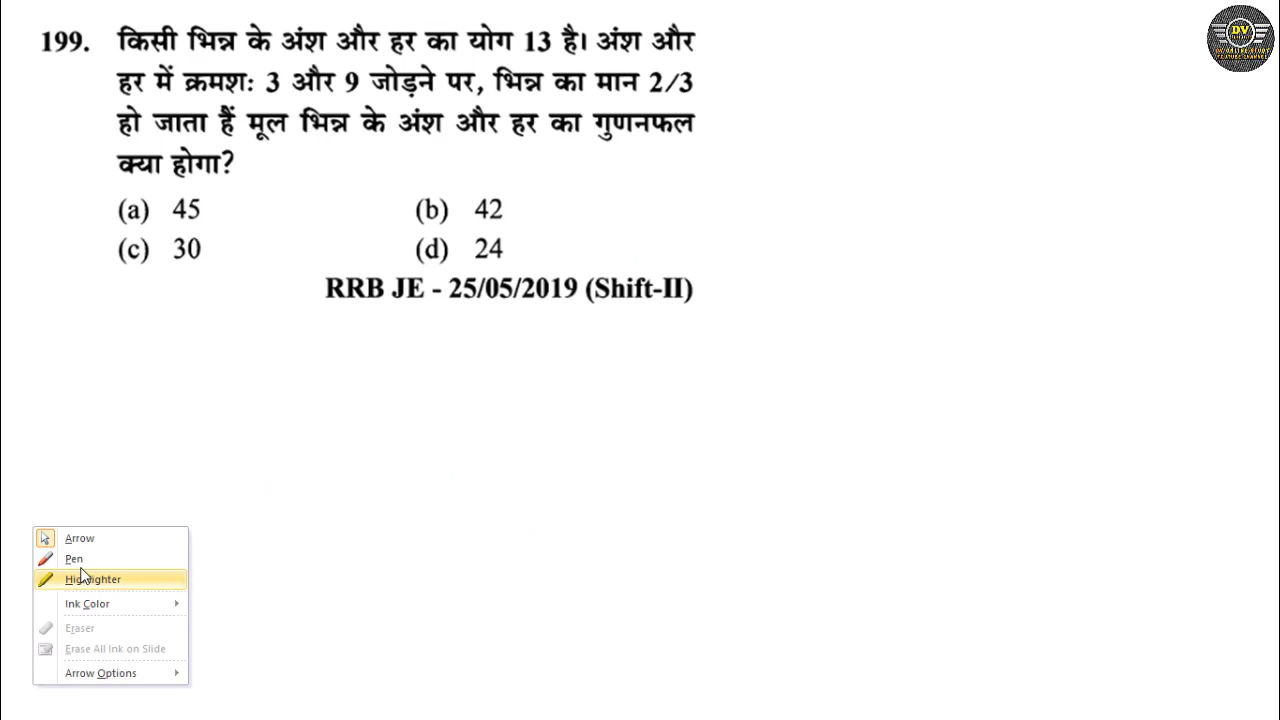 199. किसी भिन्न के अंश और हर का योग 13 है। अंश और
हर में क्रमशः 3 और 9 जोड़ने पर, भिन्न का मान 2/3
हो जाता हैं मूल भिन्न के अंश और हर का गुणनफल
क्या होगा?
(a) 45 (b) 42
(c) 30 (d) 24
RRB JE - 25/05/2019 (Shift-II)
DV
Arrow
Pen
Highlighter
Ink Color
Eraser
Erase All Ink on Slide
Arrow Options